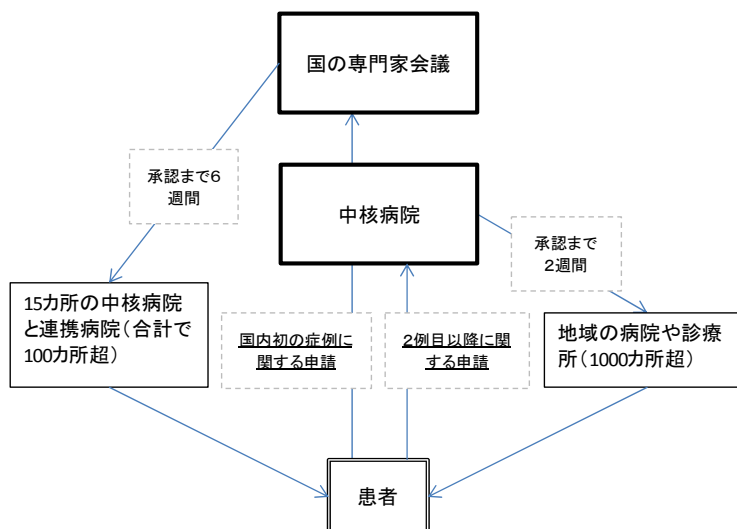 国の専門家会議
承認まで6
週間
中核病院
承認まで
2週間
15カ所の中核病院
と連携病院（合計で
100カ所超）
国内初の症例に
関する申請
2例目以降に関
する申請
地域の病院や診療
所（1000カ所超）
患者